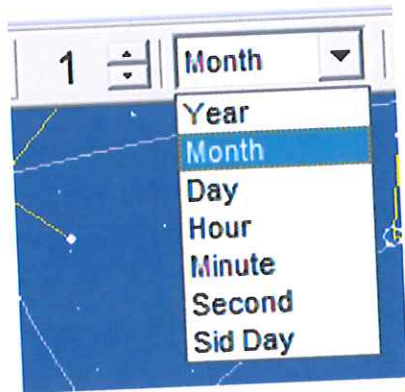 1 Month
Year
Month
Day
Hour
Minute
Second
Sid Day